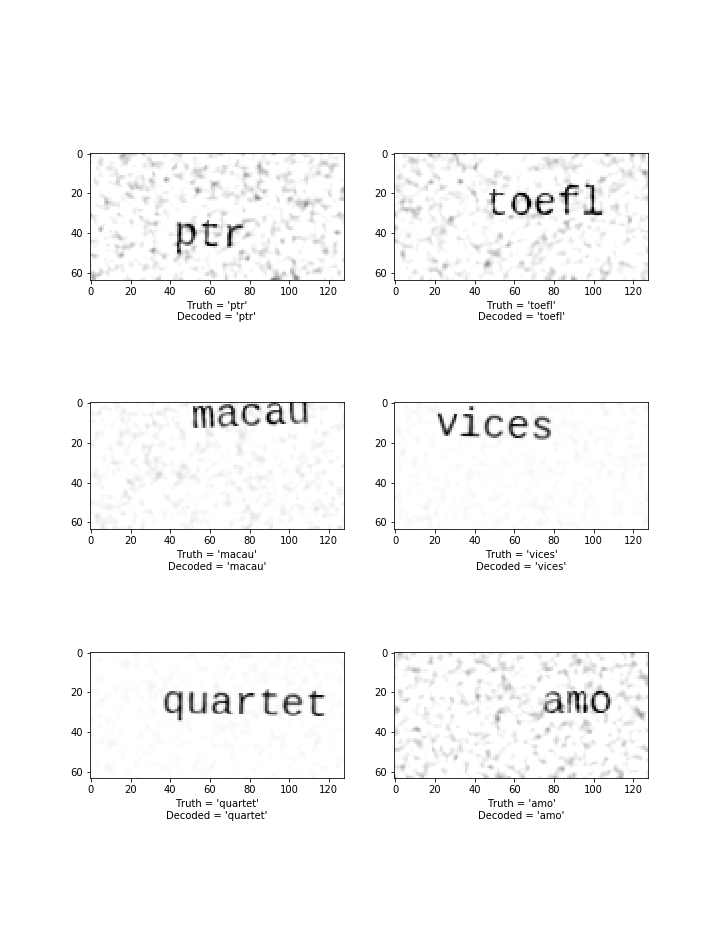 0
20
40
60
ptr
0 20 40 60 80 100 120
Truth = 'ptr'
Decoded = 'ptr'
0
20
40
60
toefl
0 20 40 60 80 100 120
Truth = 'toefl'
Decoded = 'toefl'
0
20
40
60
macau
0 20 40 60 80 100 120
Truth = 'macau'
Decoded = 'macau'
0
20
40
60
vices
0 20 40 60 80 100 120
Truth = 'vices'
Decoded = 'vices'
0
20
40
60
quartet
0 20 40 60 80 100 120
Truth = 'quartet'
Decoded = 'quartet'
0
20
40
60
amo
0 20 40 60 80 100 120
Truth = 'amo'
Decoded = 'amo'